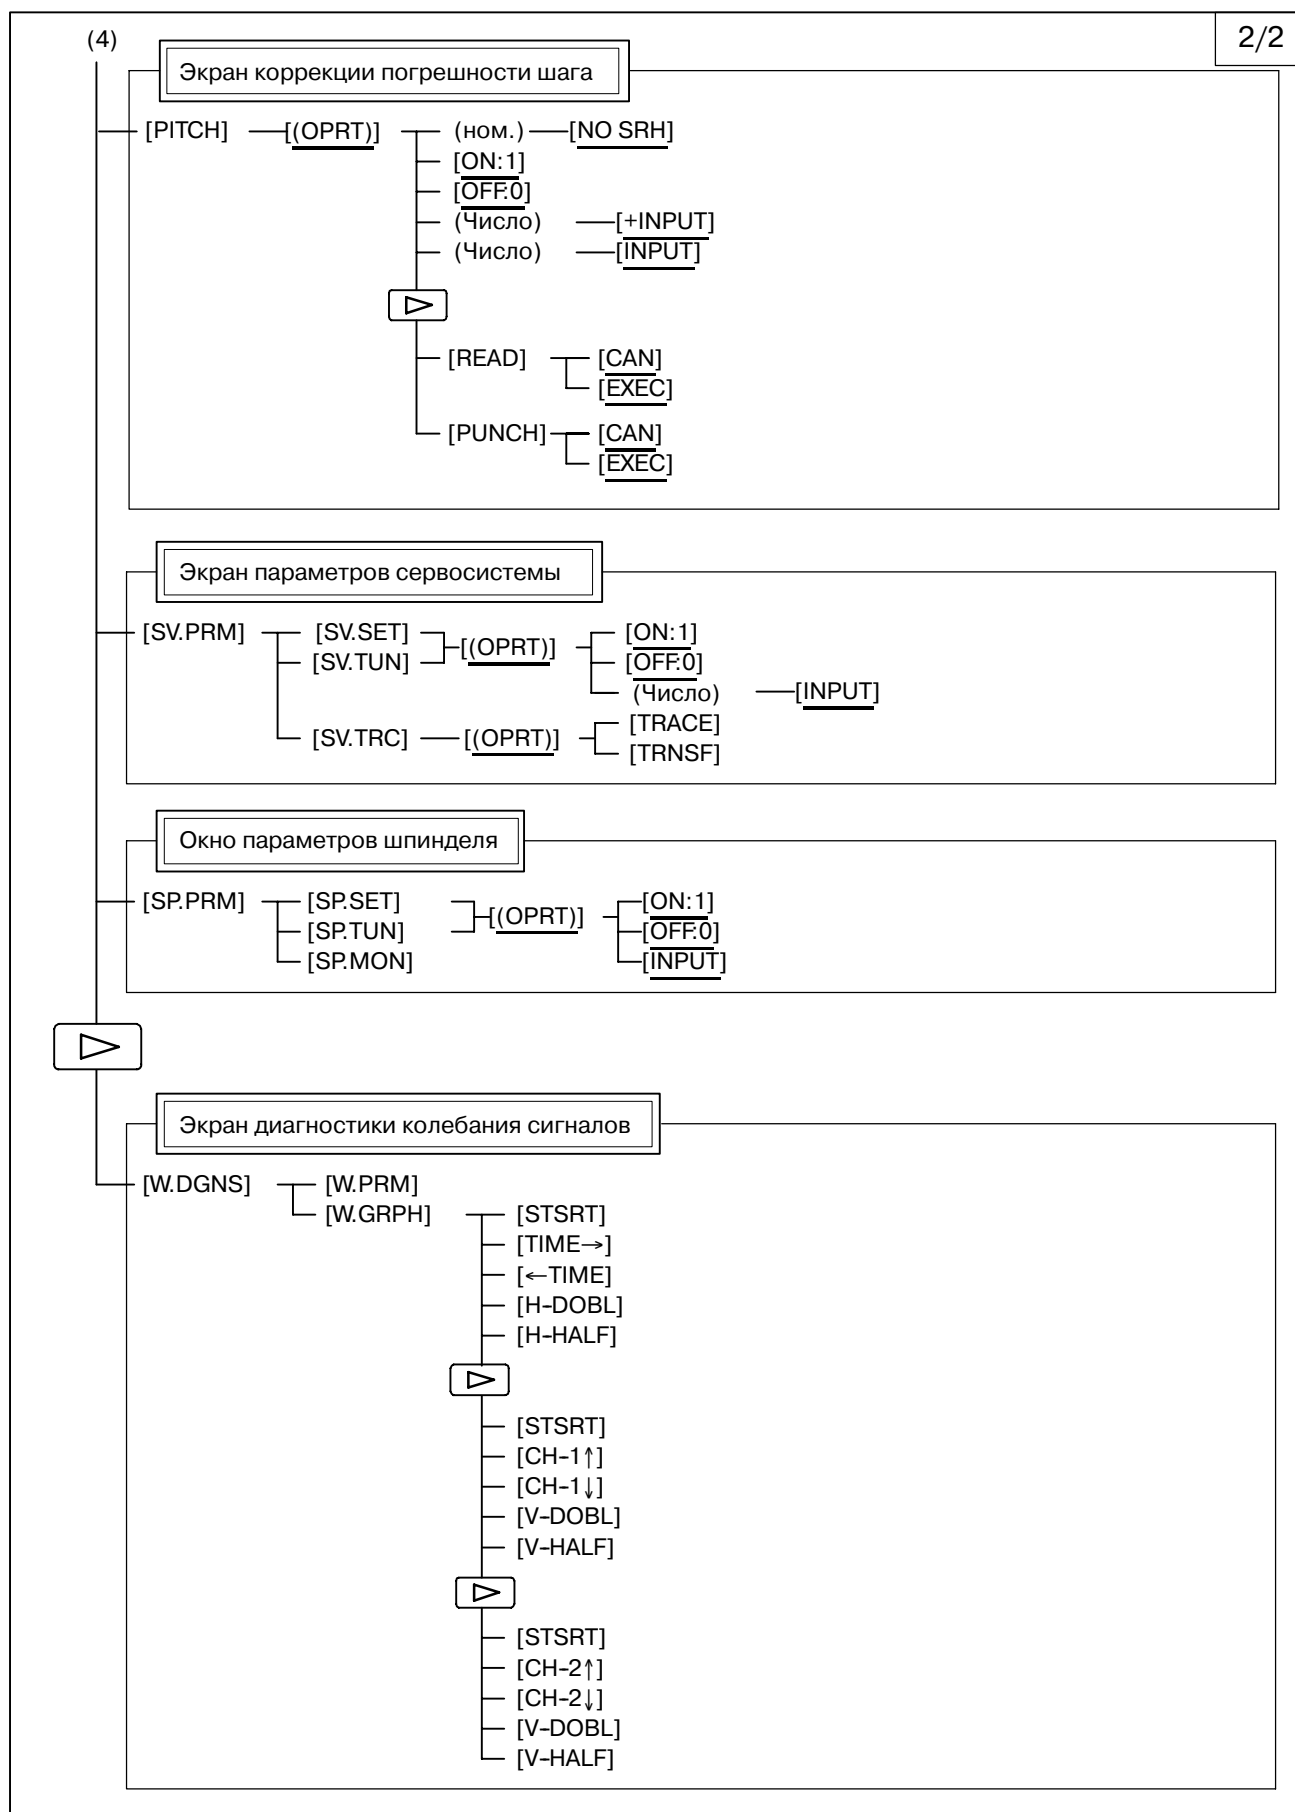 (4)
2/2
Экран коррекции погрешности шага
[PITCH] [(OPRT)] (ном.) [NO SRH]
[ON:1]
[OFF:0]
(Число) [+INPUT]
(Число) [INPUT]
[READ] [CAN]
[EXEC]
[PUNCH] [CAN]
[EXEC]
Экран параметров сервосистемы
[SV.PRM] [SV.SET] [(OPRT)] [ON:1]
[SV.TUN] [OFF:0]
(Число) [INPUT]
[SV.TRC] [(OPRT)] [TRACE]
[TRNSF]
Окно параметров шпинделя
[SP.PRM] [SP.SET] [(OPRT)] [ON:1]
[SP.TUN] [OFF:0]
[SP.MON] [INPUT]
Экран диагностики колебания сигналов
[W.DGNS] [W.PRM]
[W.GRPH] [STSRT]
[TIME→]
[←TIME]
[H-DOBL]
[H-HALF]
[STSRT]
[CH-1↑]
[CH-1↓]
[V-DOBL]
[V-HALF]
[STSRT]
[CH-2↑]
[CH-2↓]
[V-DOBL]
[V-HALF]